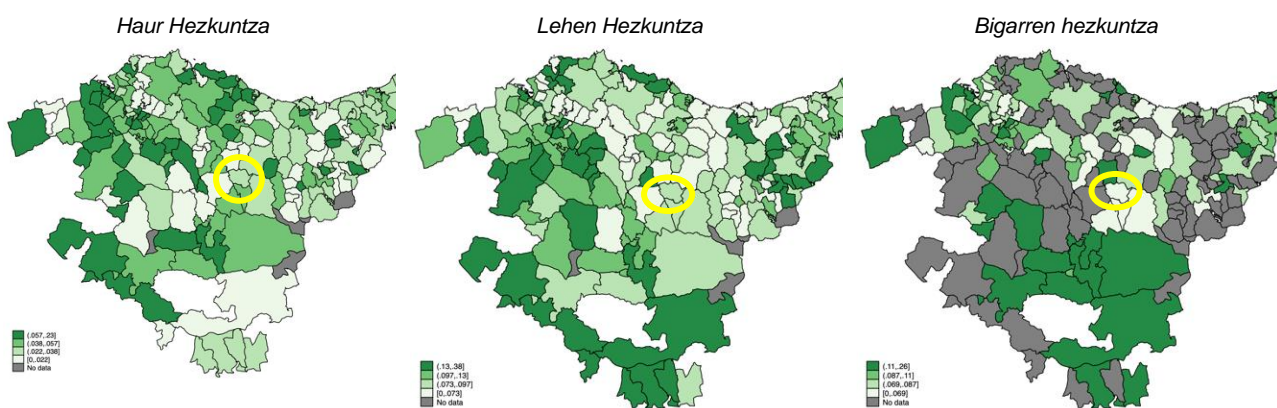 Haur Hezkuntza
Lehen Hezkuntza
Bigarren hezkuntza
(.057,.23]
(.038,.057]
(.022,.038]
[0,.022]
No data
(.13,.38]
(.097,.13]
(.073,.097]
[0,.073]
No data
(.11,.26]
(.087,.11]
(.069,.087]
[0,.069]
No data